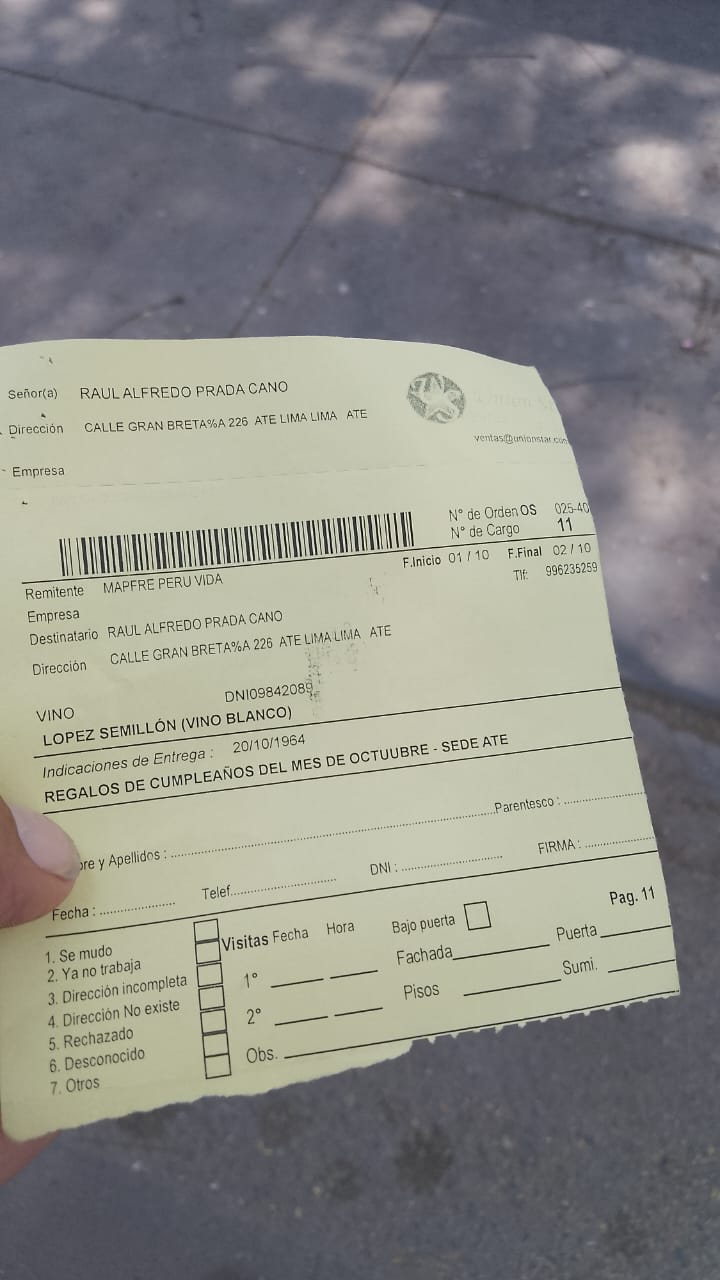 Señor(a) RAUL ALFREDO PRADA CANO
Dirección CALLE GRAN BRETA%A 226 ATE LIMA LIMA ATE
ventas@unionstar.com
Empresa
N° de Orden OS 025-40
N° de Cargo 11
F.Inicio 01 / 10 F.Final 02 / 10
Tlf: 996235259
Remitente MAPFRE PERU VIDA
Empresa
Destinatario RAUL ALFREDO PRADA CANO
Dirección CALLE GRAN BRETA%A 226 ATE LIMA LIMA ATE
VINO DNI09842089
LOPEZ SEMILLÓN (VINO BLANCO)
Indicaciones de Entrega : 20/10/1964
REGALOS DE CUMPLEAÑOS DEL MES DE OCTUUBRE - SEDE ATE
bre y Apellidos : Parentesco :
Fecha : Telef. DNI : FIRMA :
Pag. 11
1. Se mudo
2. Ya no trabaja
3. Dirección incompleta
4. Dirección No existe
5. Rechazado
6. Desconocido
7. Otros
Visitas Fecha Hora Bajo puerta
1° Fachada Puerta
2° Pisos Sumi.
Obs.